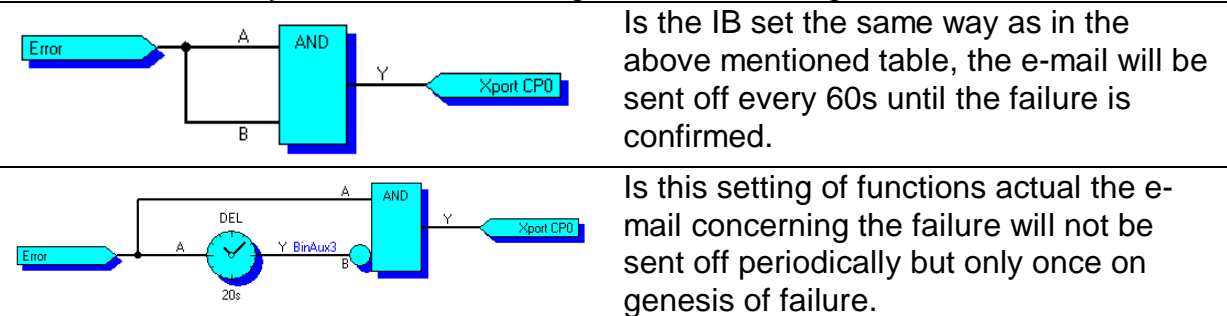 Error
A
AND
Y
Xport CP0
B
Is the IB set the same way as in the
above mentioned table, the e-mail will be
sent off every 60s until the failure is
confirmed.
Error
A
DEL
20s
Y BinAux3
A
AND
B
Y
Xport CP0
Is this setting of functions actual the e-
mail concerning the failure will not be
sent off periodically but only once on
genesis of failure.